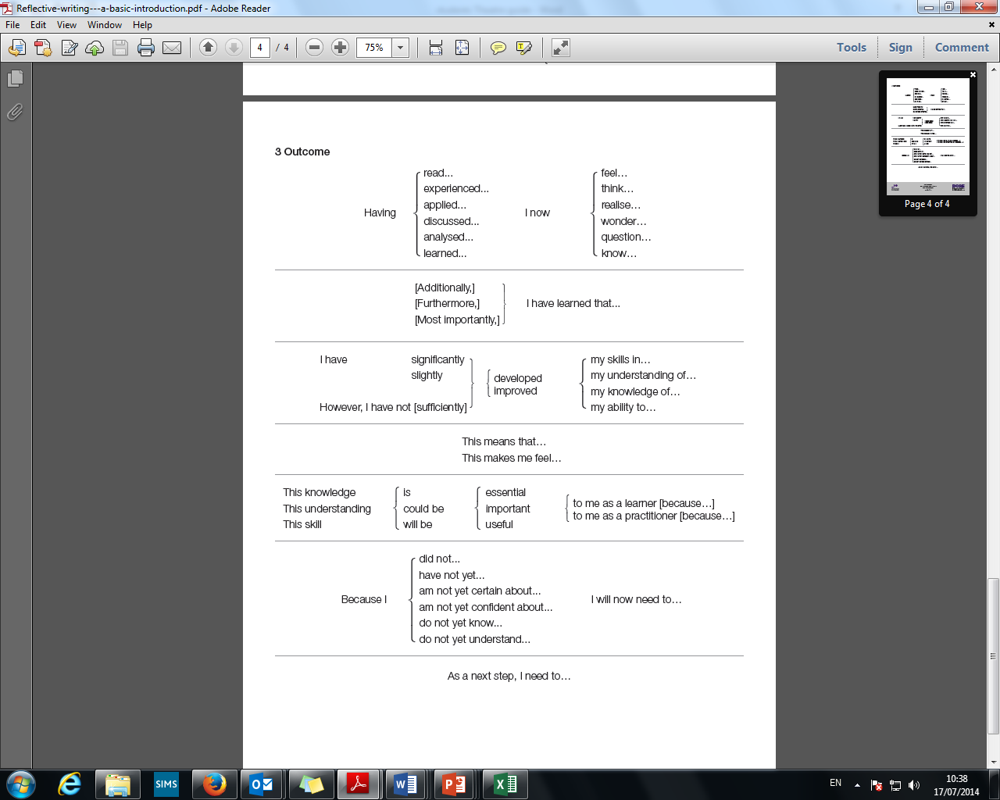 Reflective-writing---a-basic-introduction.pdf - Adobe Reader
File Edit View Window Help
4 / 4 75% Tools Sign Comment
Page 4 of 4
3 Outcome
read...
experienced...
applied...
Having
discussed...
analysed...
learned...
I now
feel...
think...
realise...
wonder...
question...
know...
[Additionally,]
[Furthermore,]
[Most importantly,]
I have learned that...
I have significantly
slightly
However, I have not [sufficiently]
developed
improved
my skills in...
my understanding of...
my knowledge of...
my ability to...
This means that...
This makes me feel...
This knowledge
This understanding
This skill
is
could be
will be
essential
important
useful
to me as a learner [because...]
to me as a practitioner [because...]
Because I
did not...
have not yet...
am not yet certain about...
am not yet confident about...
do not yet know...
do not yet understand...
I will now need to...
As a next step, I need to...
SIMS
EN
10:38
17/07/2014